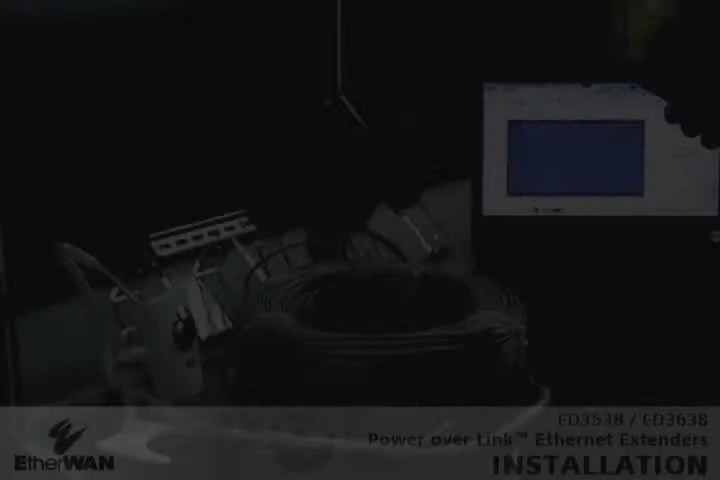 ED3538 / ED3638
Power over Link™ Ethernet Extenders
EtherWAN
INSTALLATION